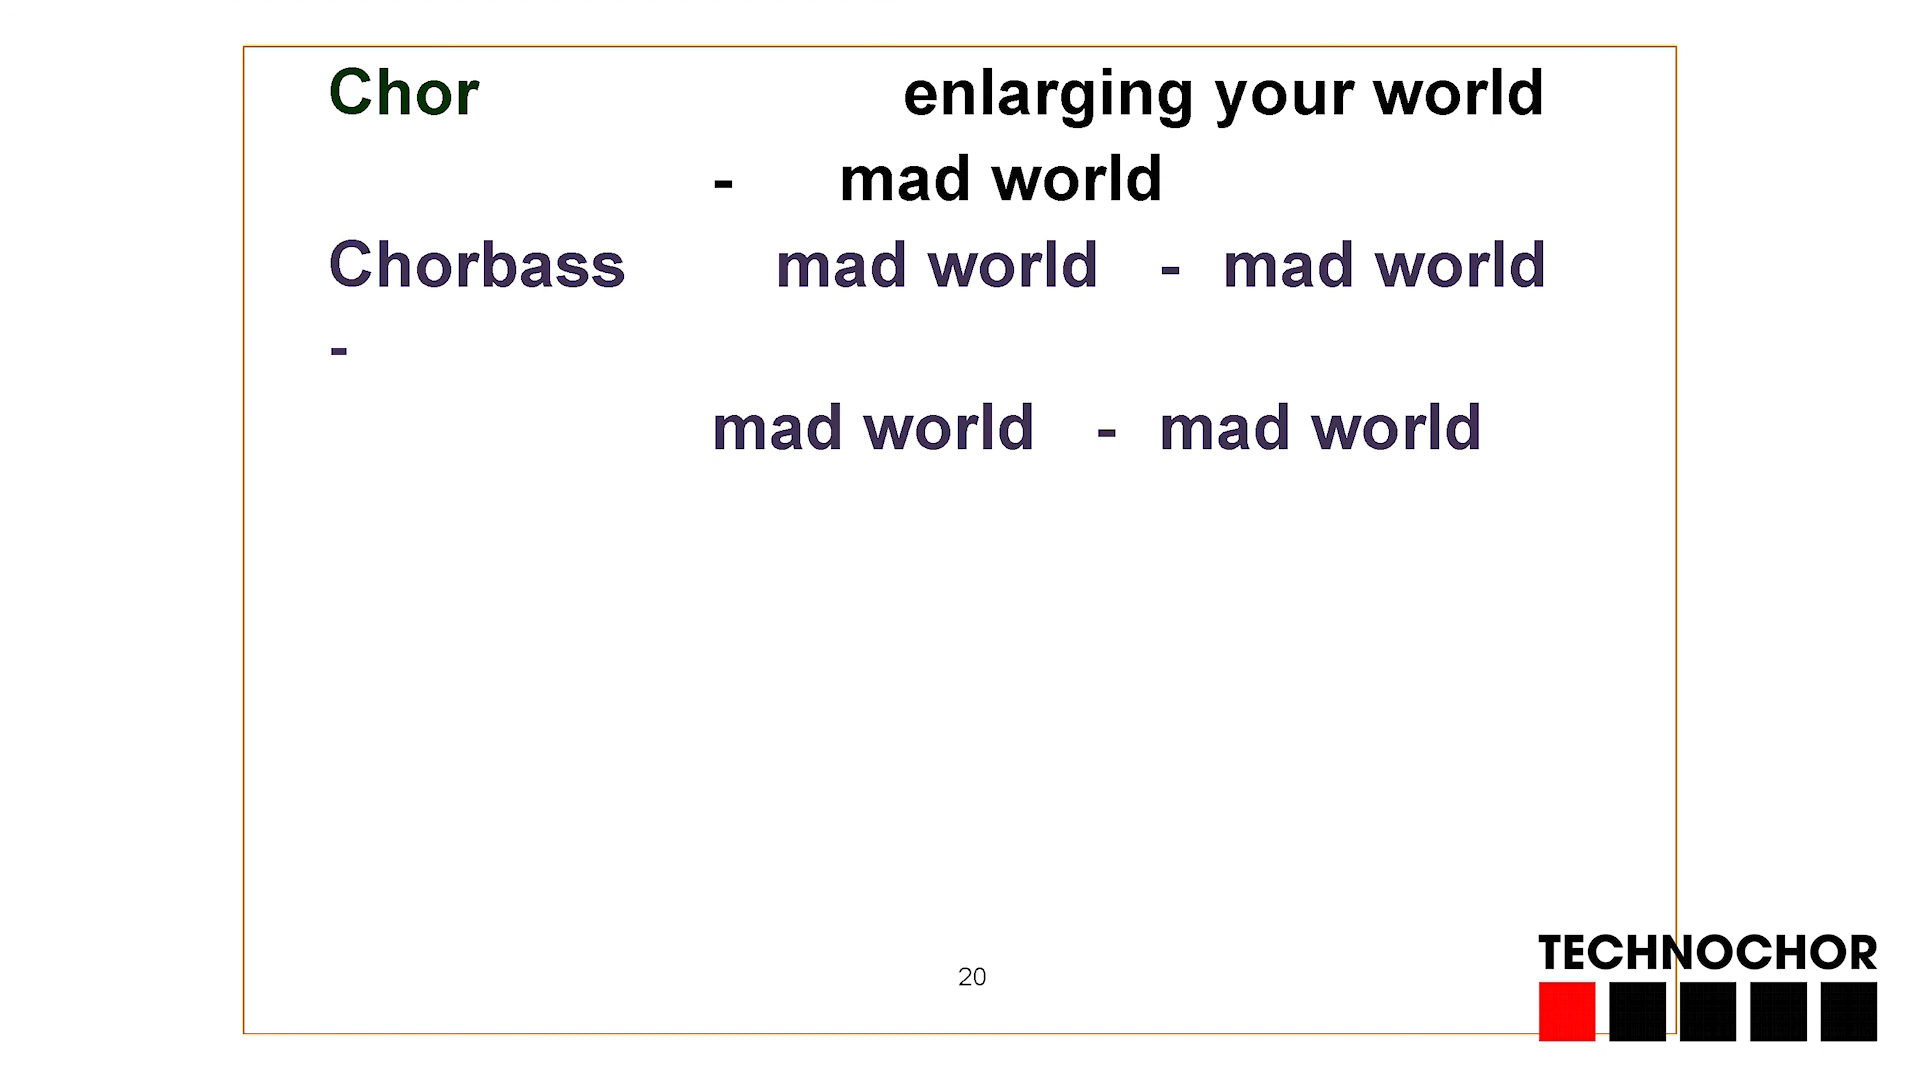 Chor enlarging your world
- mad world
Chorbass mad world - mad world
-
mad world - mad world
20
TECHNOCHOR